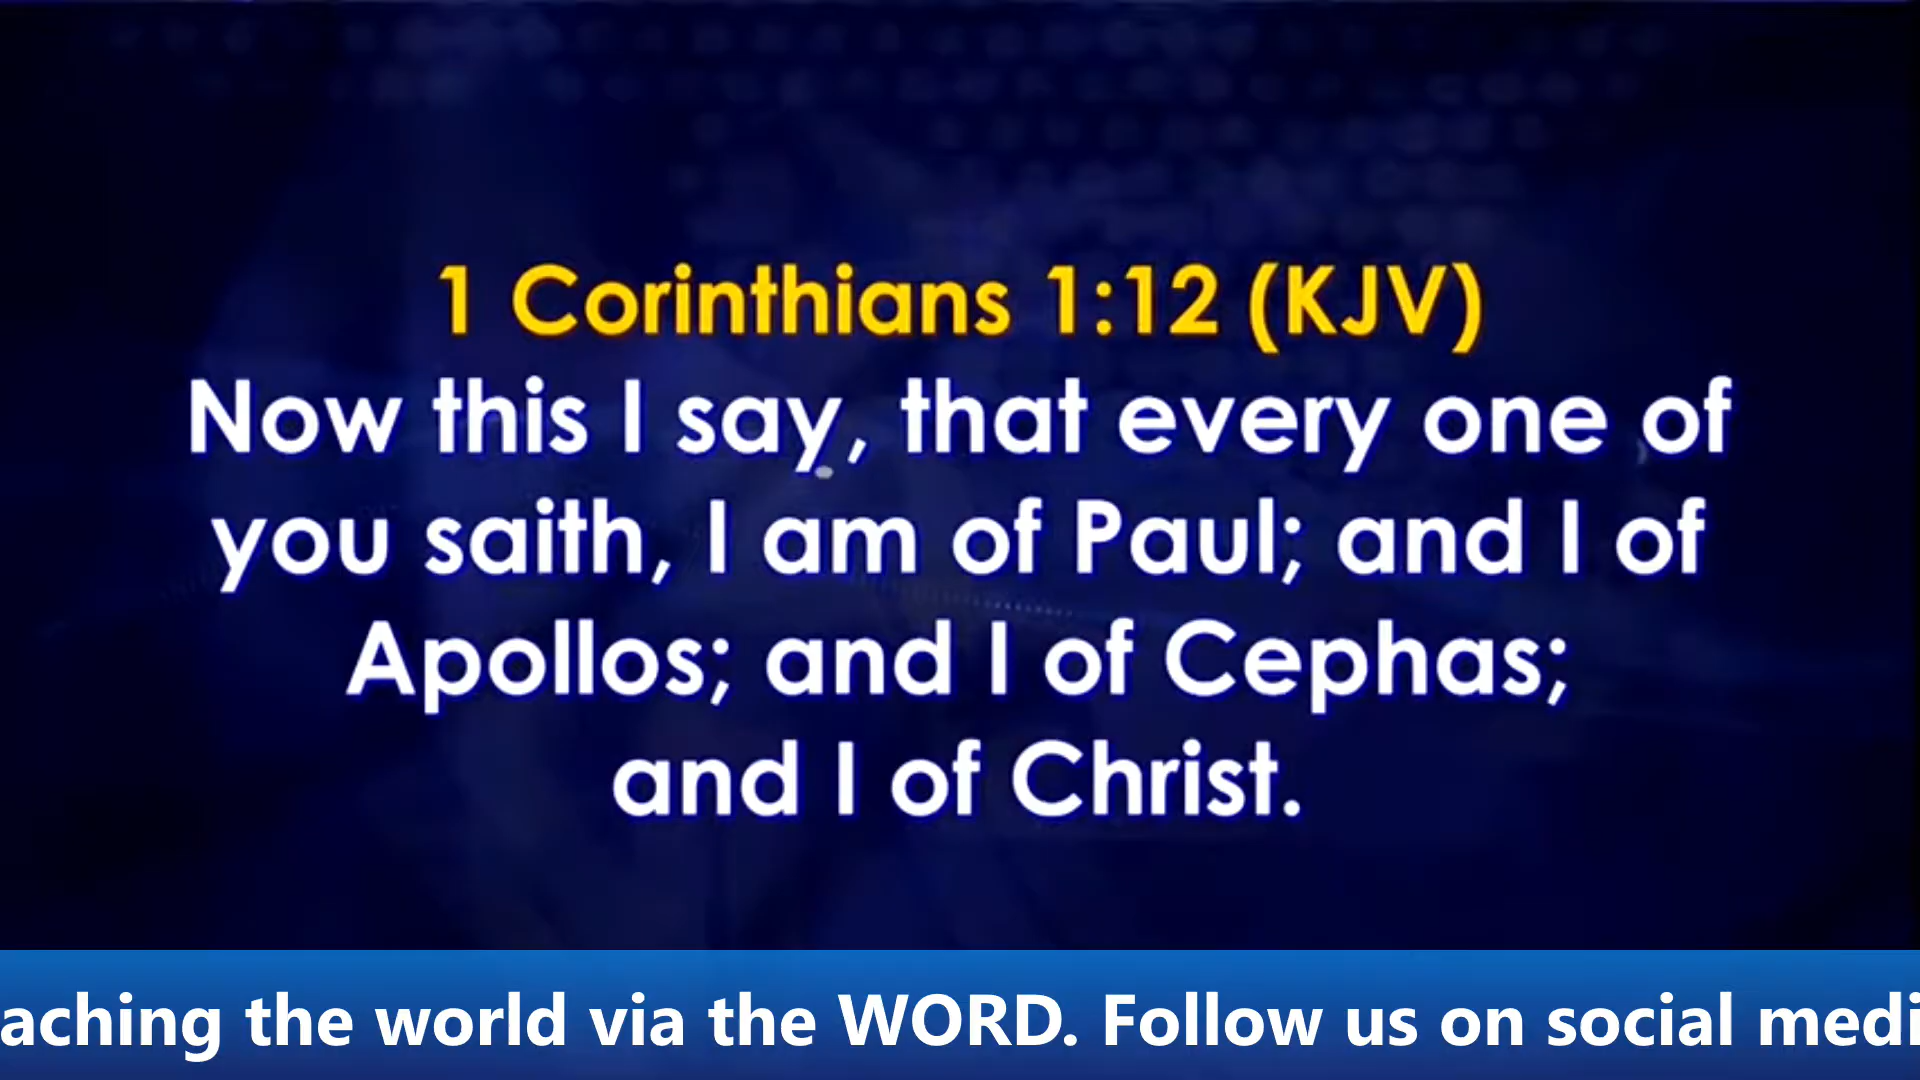 1 Corinthians 1:12 (KJV)
Now this I say, that every one of
you saith, I am of Paul; and I of
Apollos; and I of Cephas;
and I of Christ.
aching the world via the WORD. Follow us on social medi